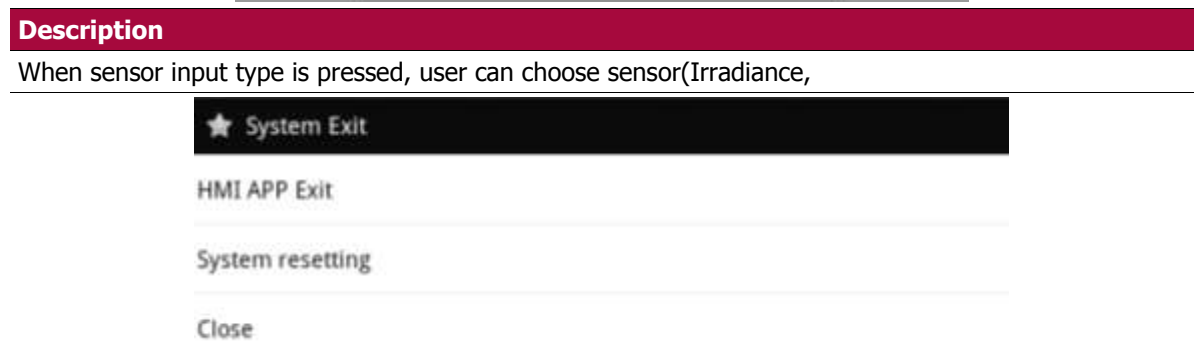 Description
When sensor input type is pressed, user can choose sensor(Irradiance,
System Exit
HMI APP Exit
System resetting
Close